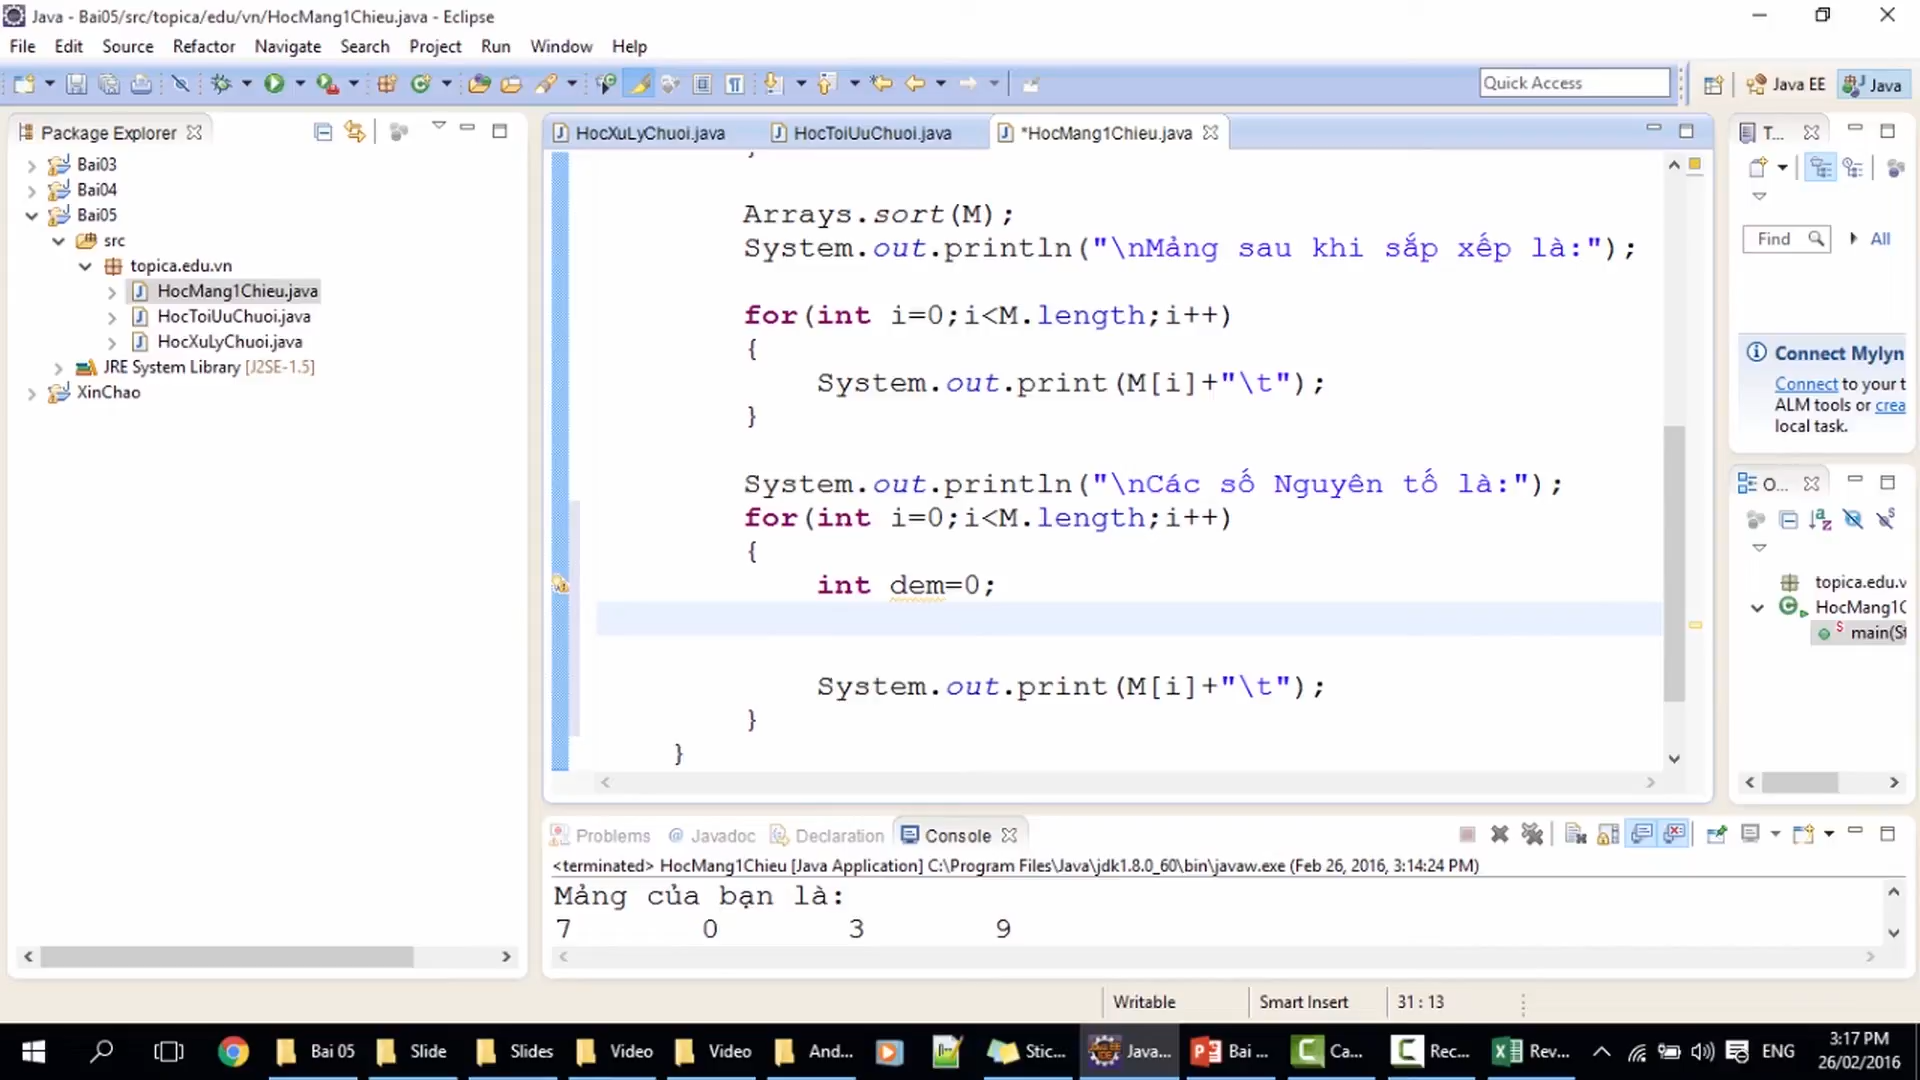 Java - Bai05/src/topica/edu/vn/HocMang1Chieu.java - Eclipse
File Edit Source Refactor Navigate Search Project Run Window Help
Quick Access
Java EE
Java
Package Explorer
Bai03
Bai04
Bai05
src
topica.edu.vn
HocMang1Chieu.java
HocToiUuChuoi.java
HocXuLyChuoi.java
JRE System Library [J2SE-1.5]
XinChao
HocXuLyChuoi.java
HocToiUuChuoi.java
*HocMang1Chieu.java
}
Arrays.sort(M);
System.out.println("\nMảng sau khi sắp xếp là:");
for(int i=0;i<M.length;i++)
{
System.out.print(M[i]+"\t");
}
System.out.println("\nCác số Nguyên tố là:");
for(int i=0;i<M.length;i++)
{
int dem=0;
System.out.print(M[i]+"\t");
}
}
T...
Find
All
Connect Mylyn
Connect to your t
ALM tools or crea
local task.
O...
topica.edu.v
HocMang1C
main(St
Problems
Javadoc
Declaration
Console
<terminated> HocMang1Chieu [Java Application] C:\Program Files\Java\jdk1.8.0_60\bin\javaw.exe (Feb 26, 2016, 3:14:24 PM)
Mảng của bạn là:
7 0 3 9
Writable
Smart Insert
31 : 13
Bai 05
Slide
Slides
Video
Video
And...
Stic...
Java...
Bai ...
Ca...
Rec...
Rev...
ENG
3:17 PM
26/02/2016